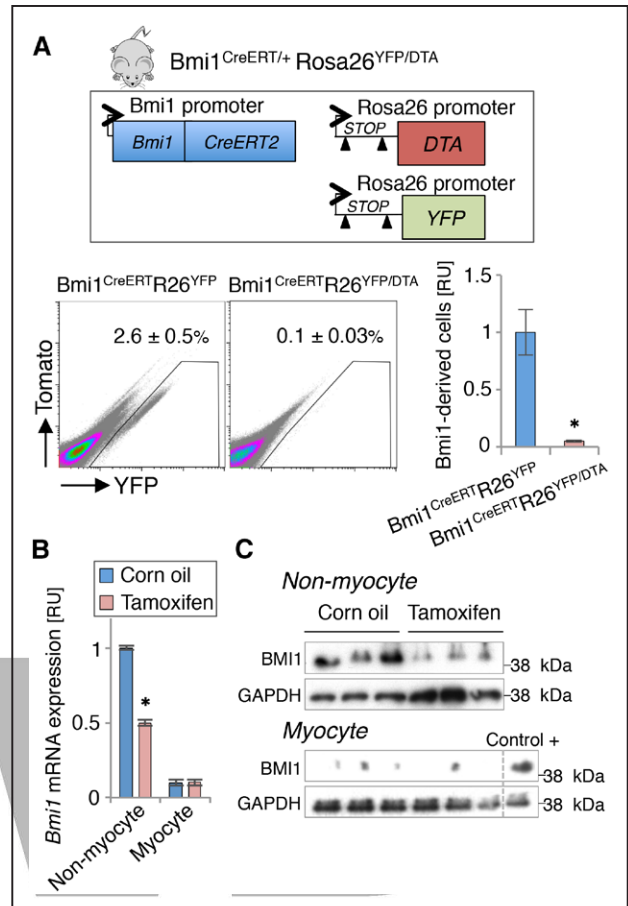 A
Bmi1CreERT/+ Rosa26YFP/DTA
Bmi1 promoter
Rosa26 promoter
Bmi1 CreERT2
STOP
DTA
Rosa26 promoter
STOP
YFP
Bmi1CreERTR26YFP
Bmi1CreERTR26YFP/DTA
2.6 ± 0.5%
0.1 ± 0.03%
Tomato
YFP
Bmi1-derived cells [RU]
1.5
1
0.5
0
*
Bmi1CreERTR26YFP
Bmi1CreERTR26YFP/DTA
B
Corn oil
Tamoxifen
Bmi1 mRNA expression [RU]
1
0.5
0
*
Non-myocyte
Myocyte
C
Non-myocyte
Corn oil Tamoxifen
BMI1
38 kDa
GAPDH
38 kDa
Myocyte
Control +
BMI1
38 kDa
GAPDH
38 kDa